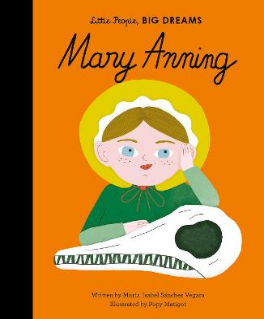 Little People, BIG DREAMS
Mary Anning
Written by Maria Isabel Sánchez Vegara
Illustrated by Popy Matigot